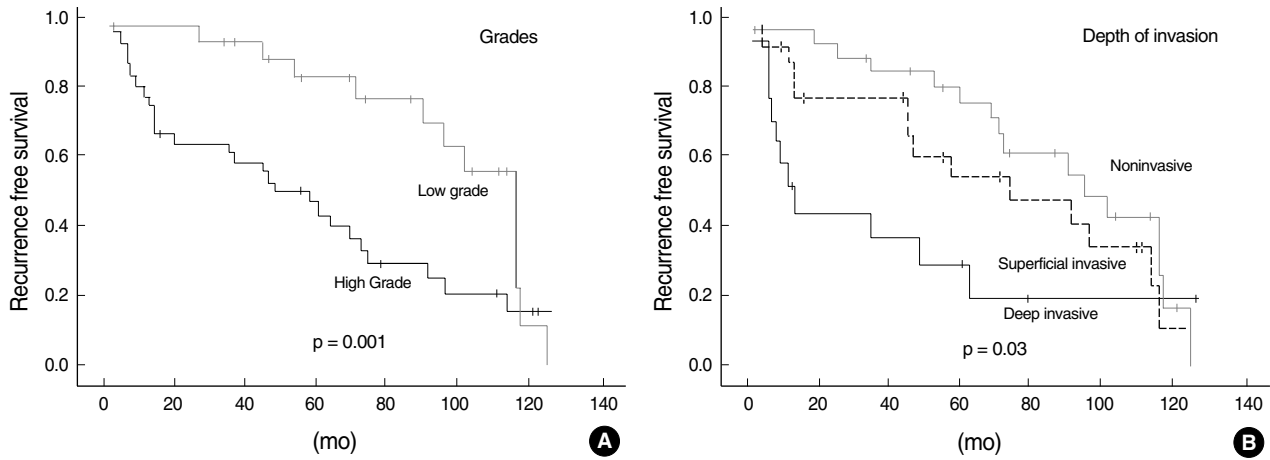 Grades
Recurrence free survival
1.0
0.8
0.6
0.4
0.2
0.0
Low grade
High Grade
p = 0.001
0 20 40 60 80 100 120 140
(mo)
A
Depth of invasion
Recurrence free survival
1.0
0.8
0.6
0.4
0.2
0.0
Noninvasive
Superficial invasive
Deep invasive
p = 0.03
0 20 40 60 80 100 120 140
(mo)
B